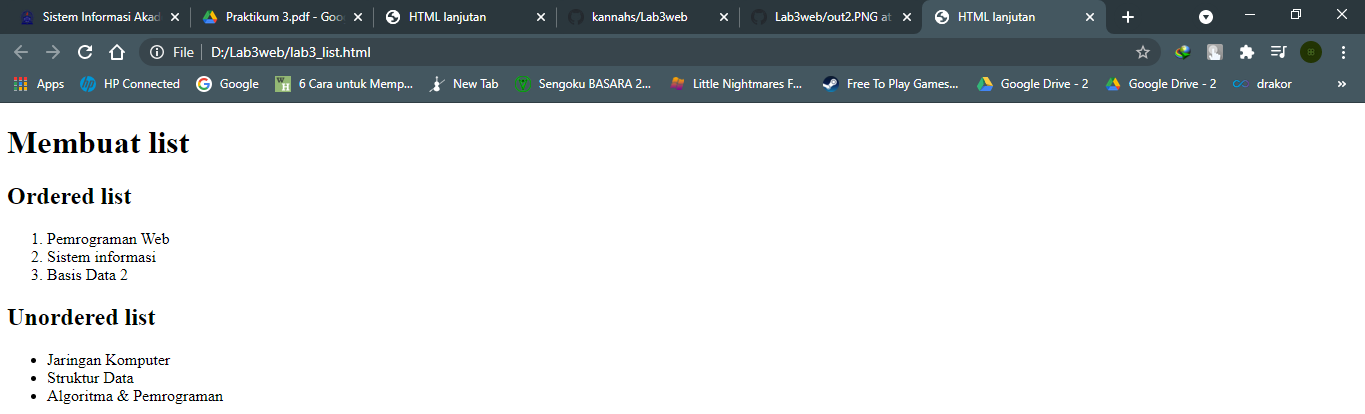 Sistem Informasi Akad
Praktikum 3.pdf - Goo
HTML lanjutan
kannahs/Lab3web
Lab3web/out2.PNG at
HTML lanjutan
File D:/Lab3web/lab3_list.html
Apps
HP Connected
Google
6 Cara untuk Memp...
New Tab
Sengoku BASARA 2...
Little Nightmares F...
Free To Play Games...
Google Drive - 2
Google Drive - 2
drakor
»
Membuat list
Ordered list
1. Pemrograman Web
2. Sistem informasi
3. Basis Data 2
Unordered list
• Jaringan Komputer
• Struktur Data
• Algoritma & Pemrograman